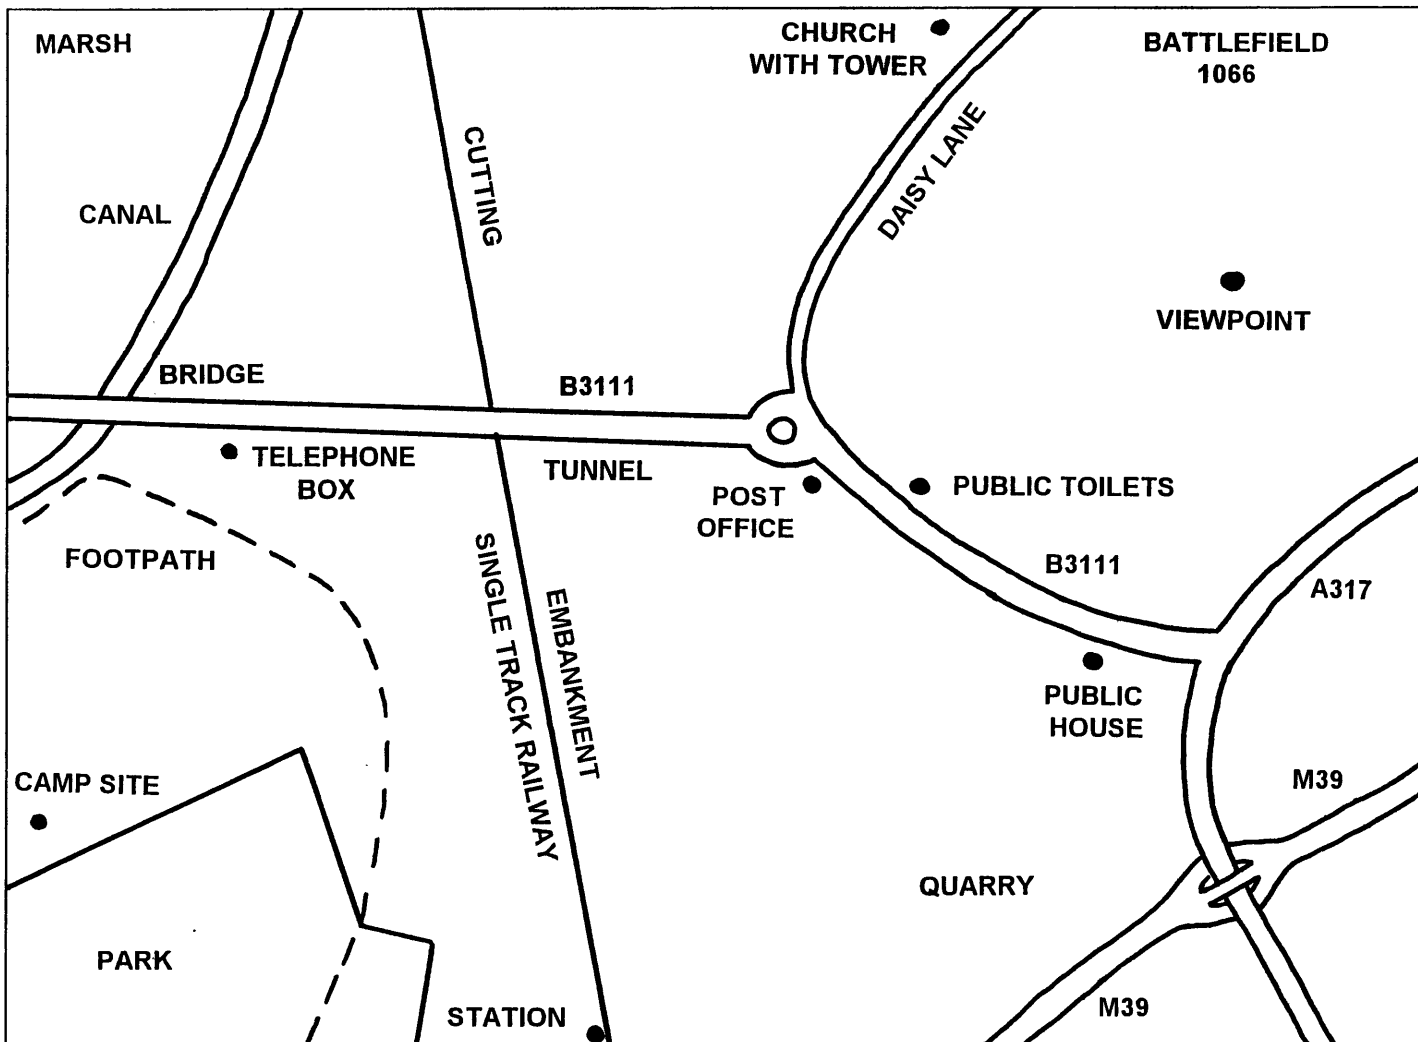 MARSH
CHURCH
WITH TOWER
BATTLEFIELD
1066
CUTTING
DAISY LANE
CANAL
VIEWPOINT
BRIDGE
B3111
TELEPHONE
BOX
TUNNEL
POST
OFFICE
PUBLIC TOILETS
FOOTPATH
SINGLE TRACK RAILWAY
EMBANKMENT
B3111
A317
PUBLIC
HOUSE
CAMP SITE
M39
QUARRY
PARK
STATION
M39